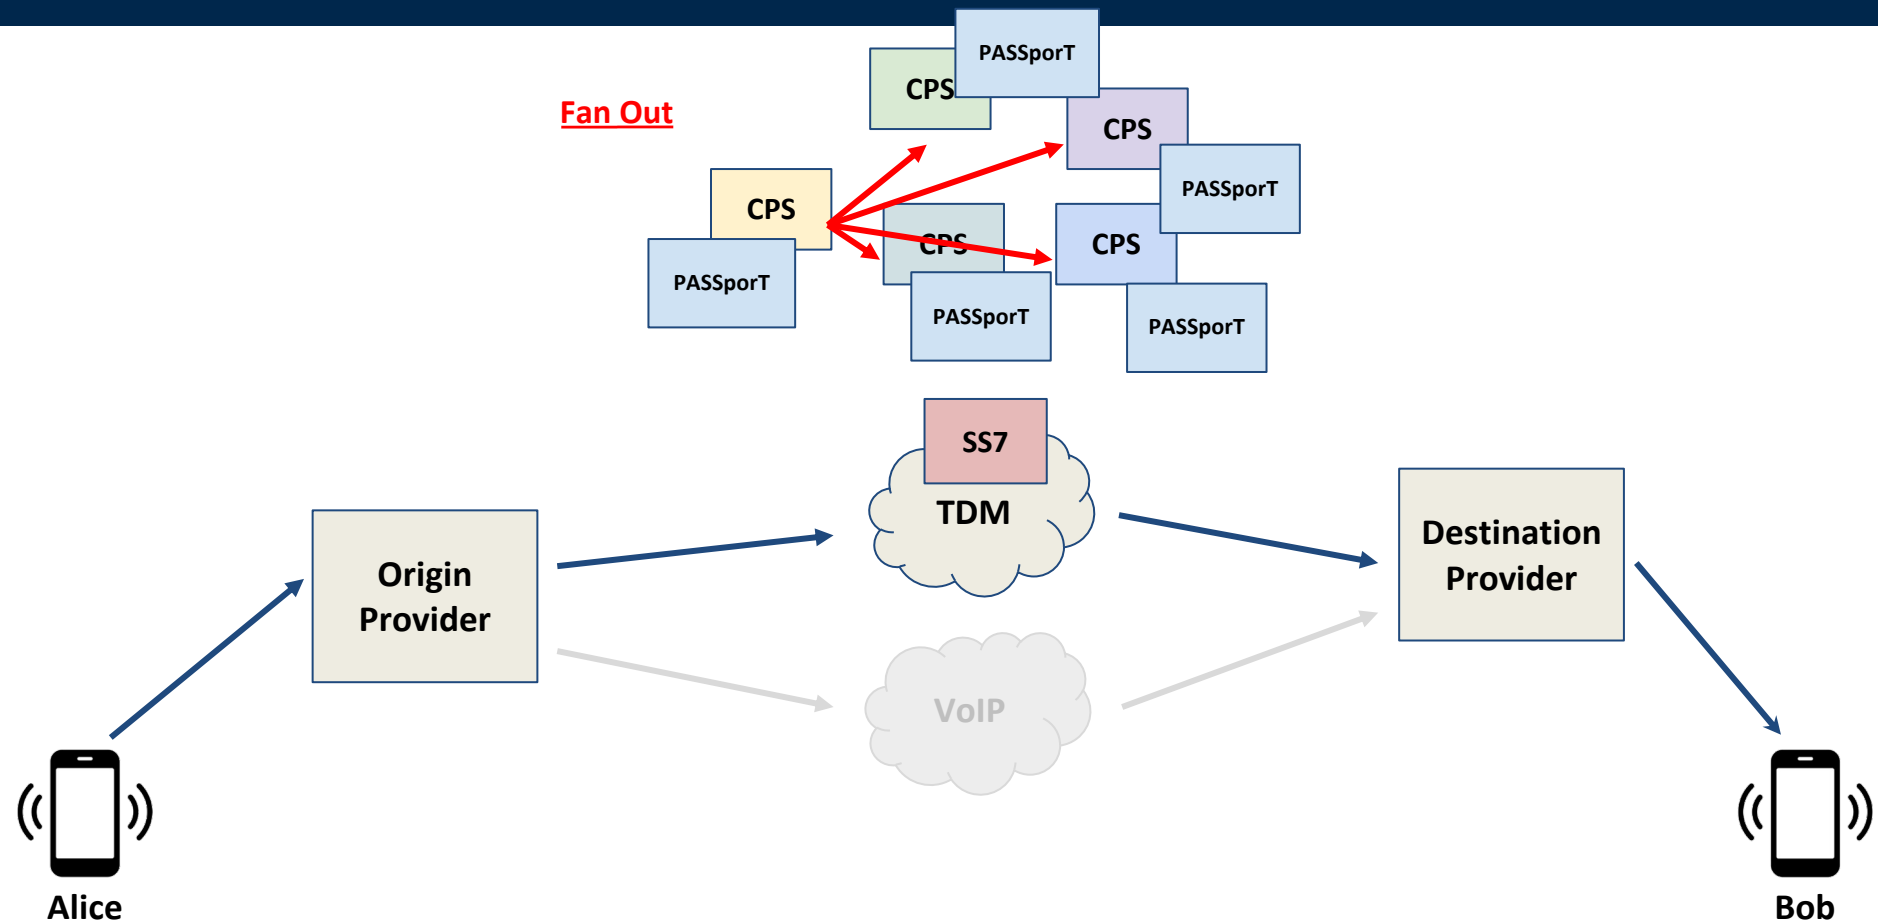 PASSporT
CPS
Fan Out
CPS
PASSporT
CPS
CPS
CPS
PASSporT
PASSporT
PASSporT
SS7
TDM
Origin
Provider
Destination
Provider
VoIP
Alice
Bob